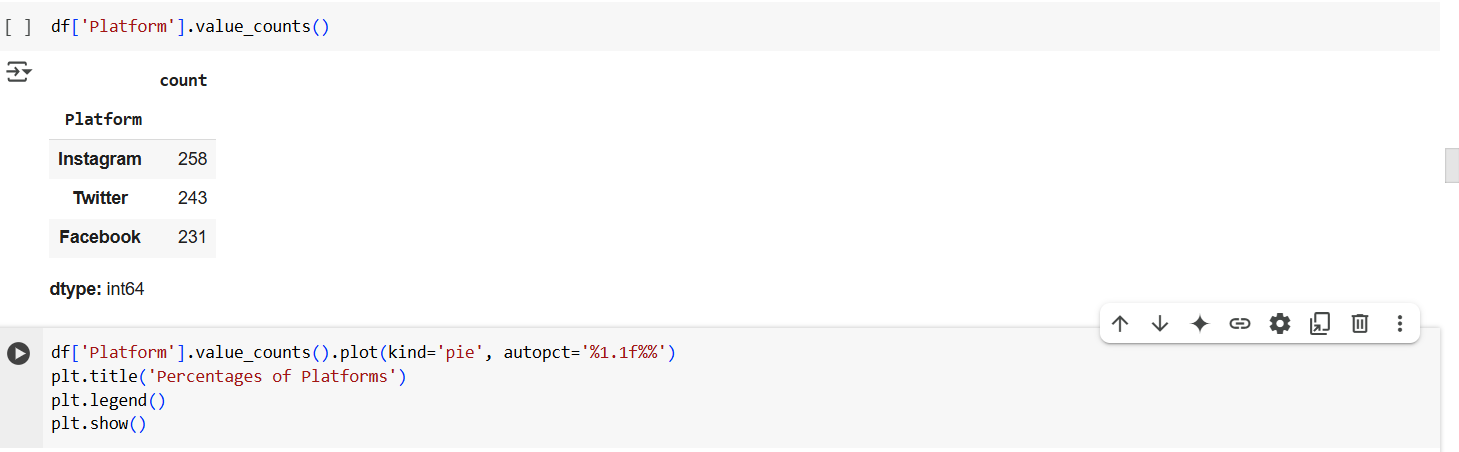 [ ] df['Platform'].value_counts()
count
Platform
Instagram 258
Twitter 243
Facebook 231
dtype: int64
df['Platform'].value_counts().plot(kind='pie', autopct='%1.1f%%')
plt.title('Percentages of Platforms')
plt.legend()
plt.show()